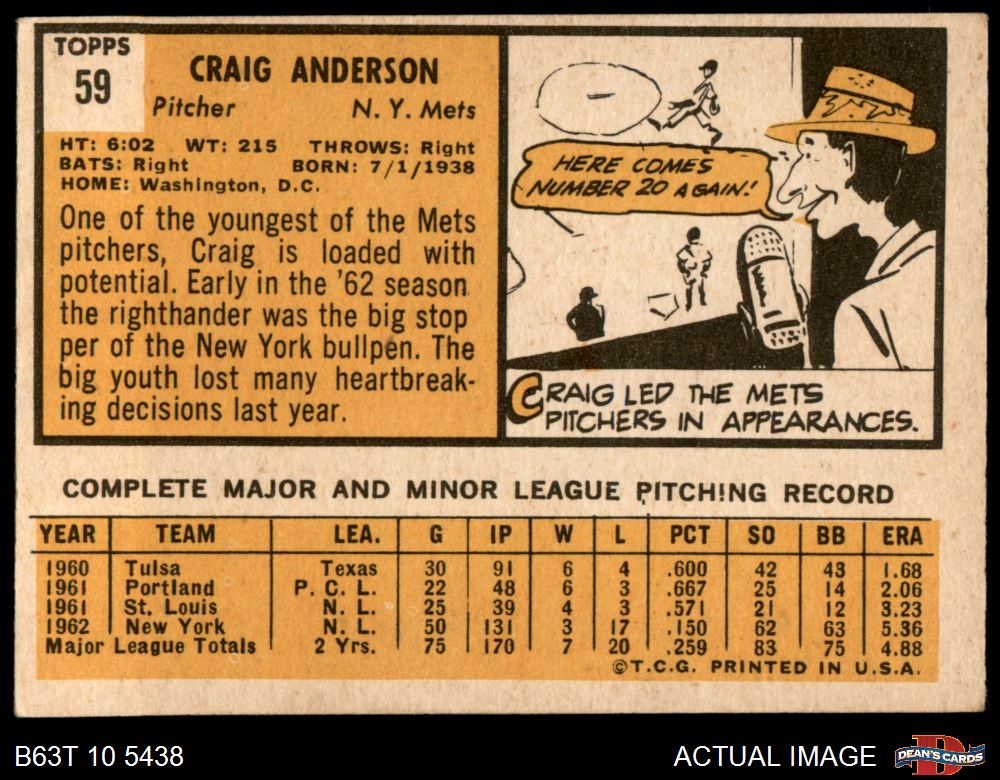 TOPPS
59
CRAIG ANDERSON
Pitcher N. Y. Mets
HT: 6:02 WT: 215 THROWS: Right
BATS: Right BORN: 7/1/1938
HOME: Washington, D.C.
One of the youngest of the Mets
pitchers, Craig is loaded with
potential. Early in the '62 season
the righthander was the big stop
per of the New York bullpen. The
big youth lost many heartbreak-
ing decisions last year.
HERE COMES
NUMBER 20 AGAIN!
CRAIG LED THE METS
PITCHERS IN APPEARANCES.
COMPLETE MAJOR AND MINOR LEAGUE PITCHING RECORD
YEAR TEAM LEA. G IP W L PCT SO BB ERA
1960 Tulsa Texas 30 91 6 4 .600 42 43 1.68
1961 Portland P. C. L. 22 48 6 3 .667 25 14 2.06
1961 St. Louis N. L. 25 39 4 3 .571 21 12 3.23
1962 New York N. L. 50 131 3 17 .150 62 63 5.36
Major League Totals 2 Yrs. 75 170 7 20 .259 83 75 4.88
©T.C.G. PRINTED IN U.S.A.
B63T 10 5438 ACTUAL IMAGE DEAN'S CARDS